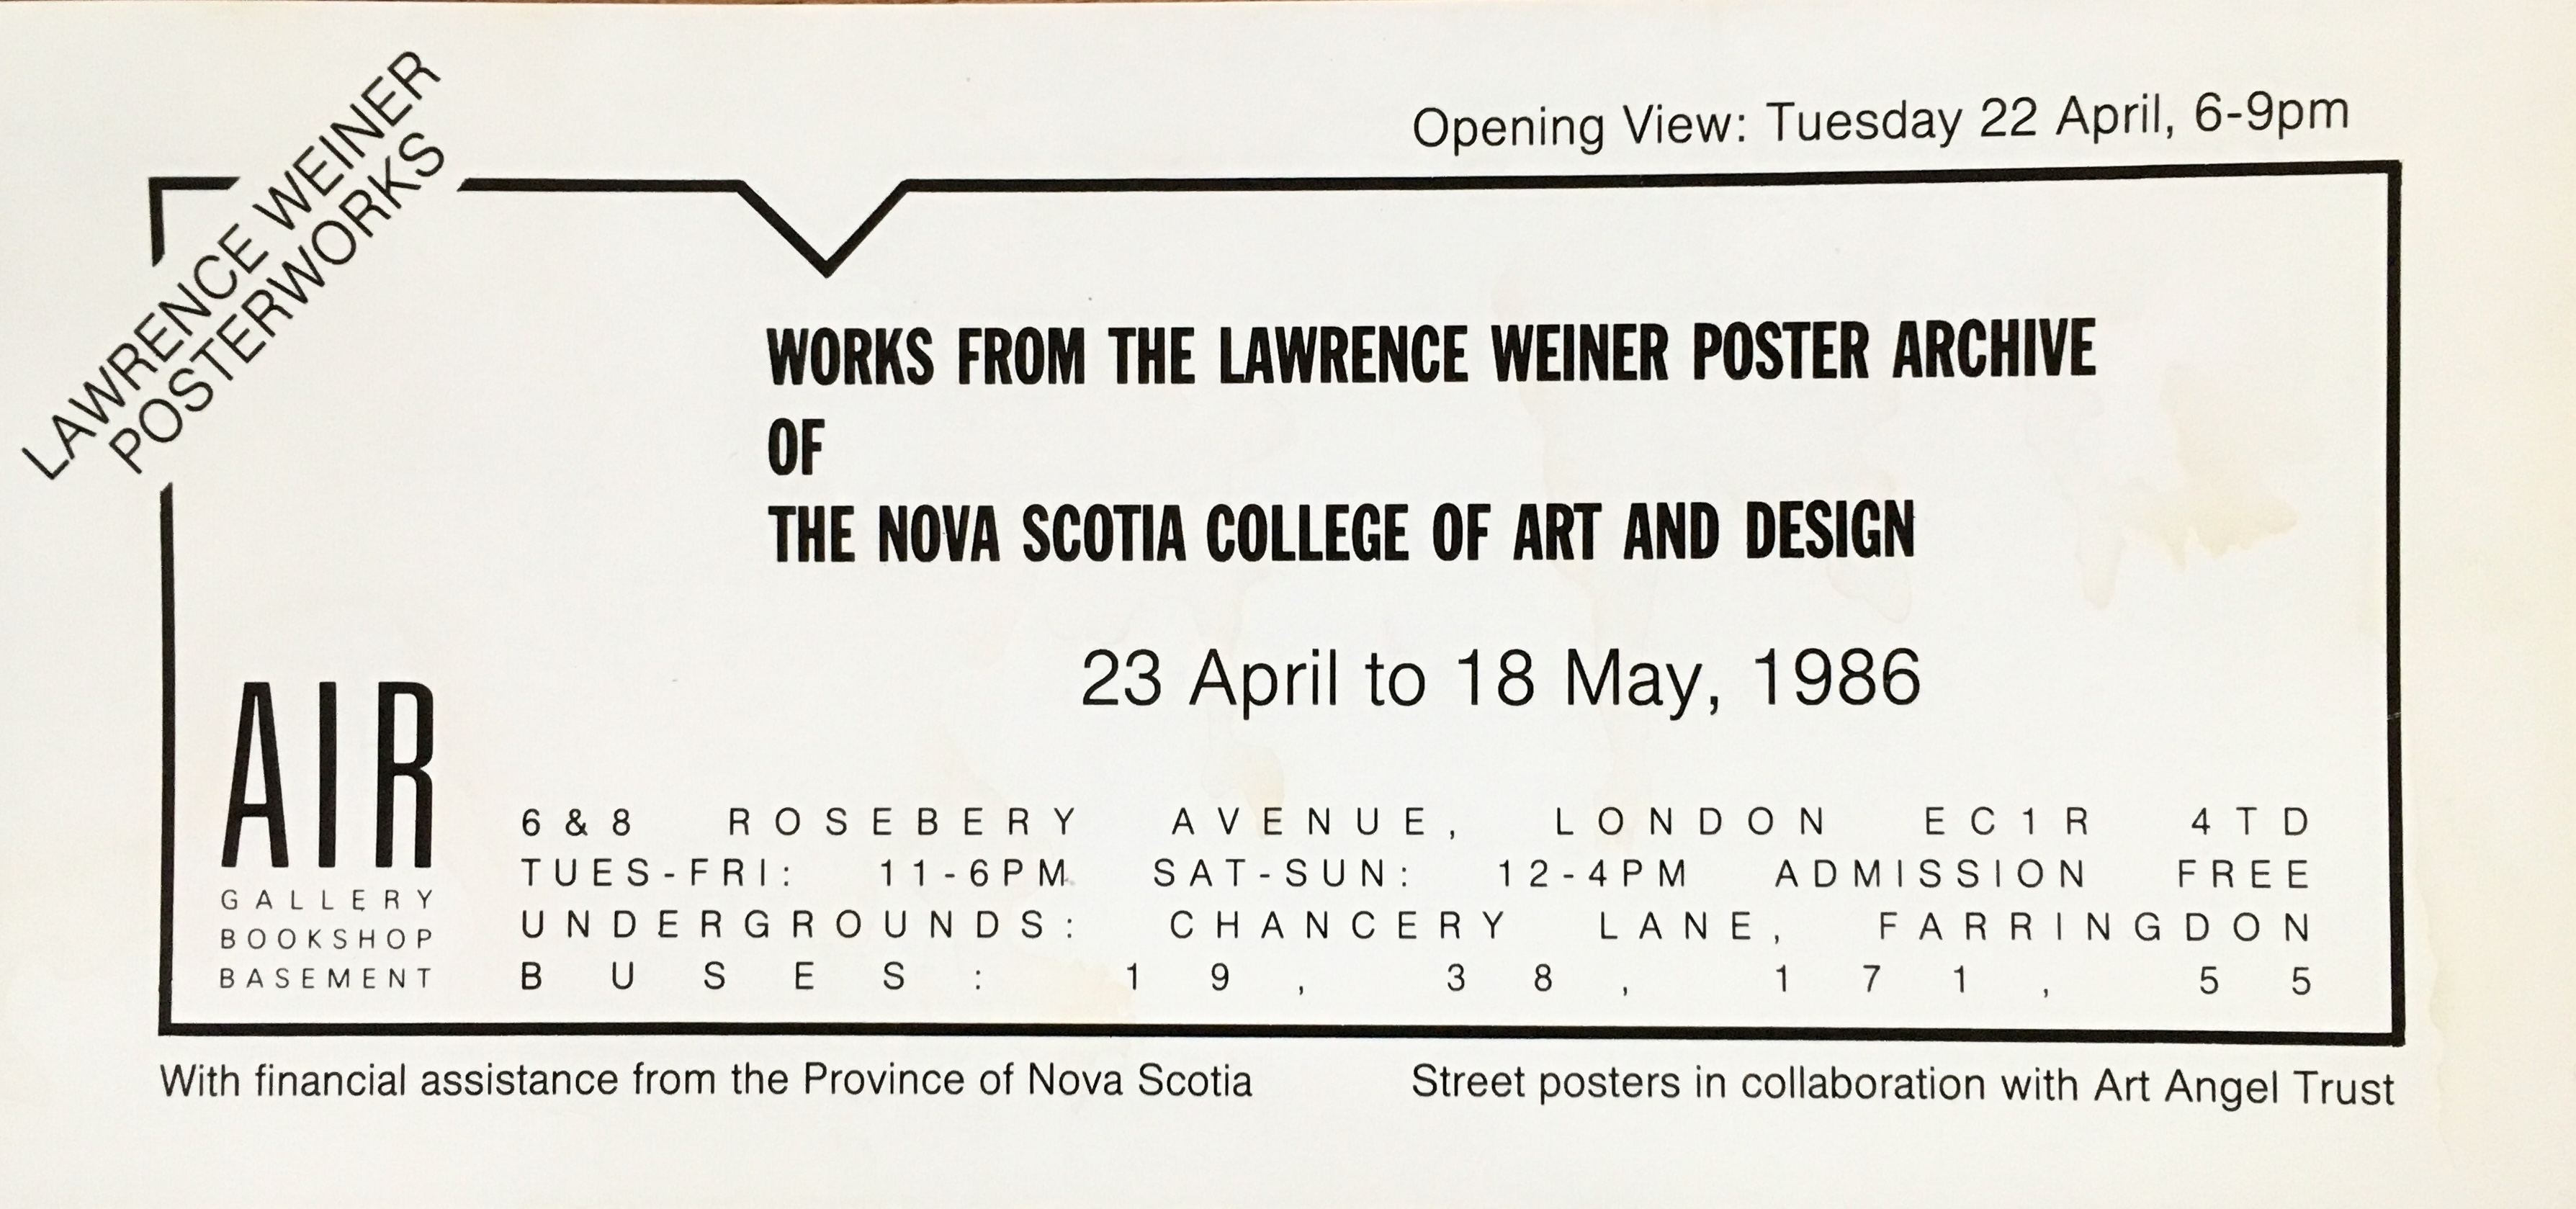 LAWRENCE WEINER
POSTERWORKS
Opening View: Tuesday 22 April, 6-9pm
WORKS FROM THE LAWRENCE WEINER POSTER ARCHIVE
OF
THE NOVA SCOTIA COLLEGE OF ART AND DESIGN
23 April to 18 May, 1986
AIR
GALLERY
BOOKSHOP
BASEMENT
6 & 8 ROSEBERY AVENUE, LONDON EC1R 4TD
TUES-FRI: 11-6PM SAT-SUN: 12-4PM ADMISSION FREE
UNDERGROUNDS: CHANCERY LANE, FARRINGDON
BUSES: 19, 38, 171, 55
With financial assistance from the Province of Nova Scotia
Street posters in collaboration with Art Angel Trust